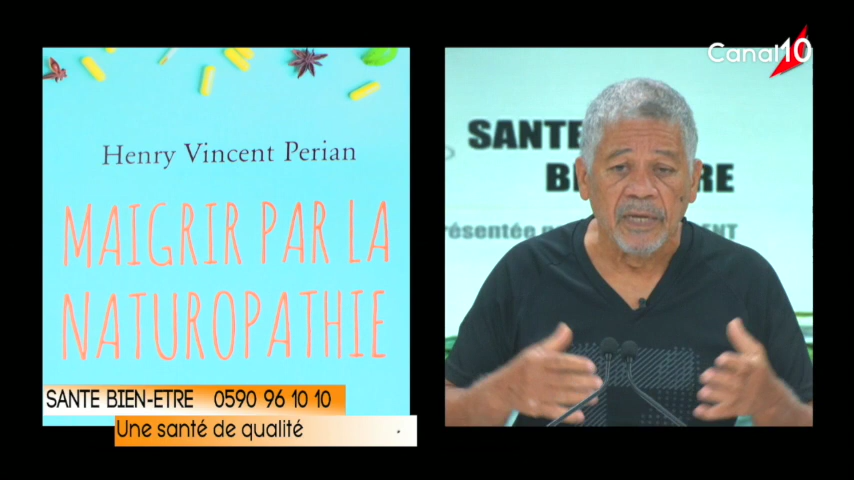 Henry Vincent Perian
MAIGRIR PAR LA
NATUROPATHIE
SANTE BIEN-ETRE 0590 96 10 10
Une santé de qualité
Canal10
SANTE
BI RE
résentée ENT